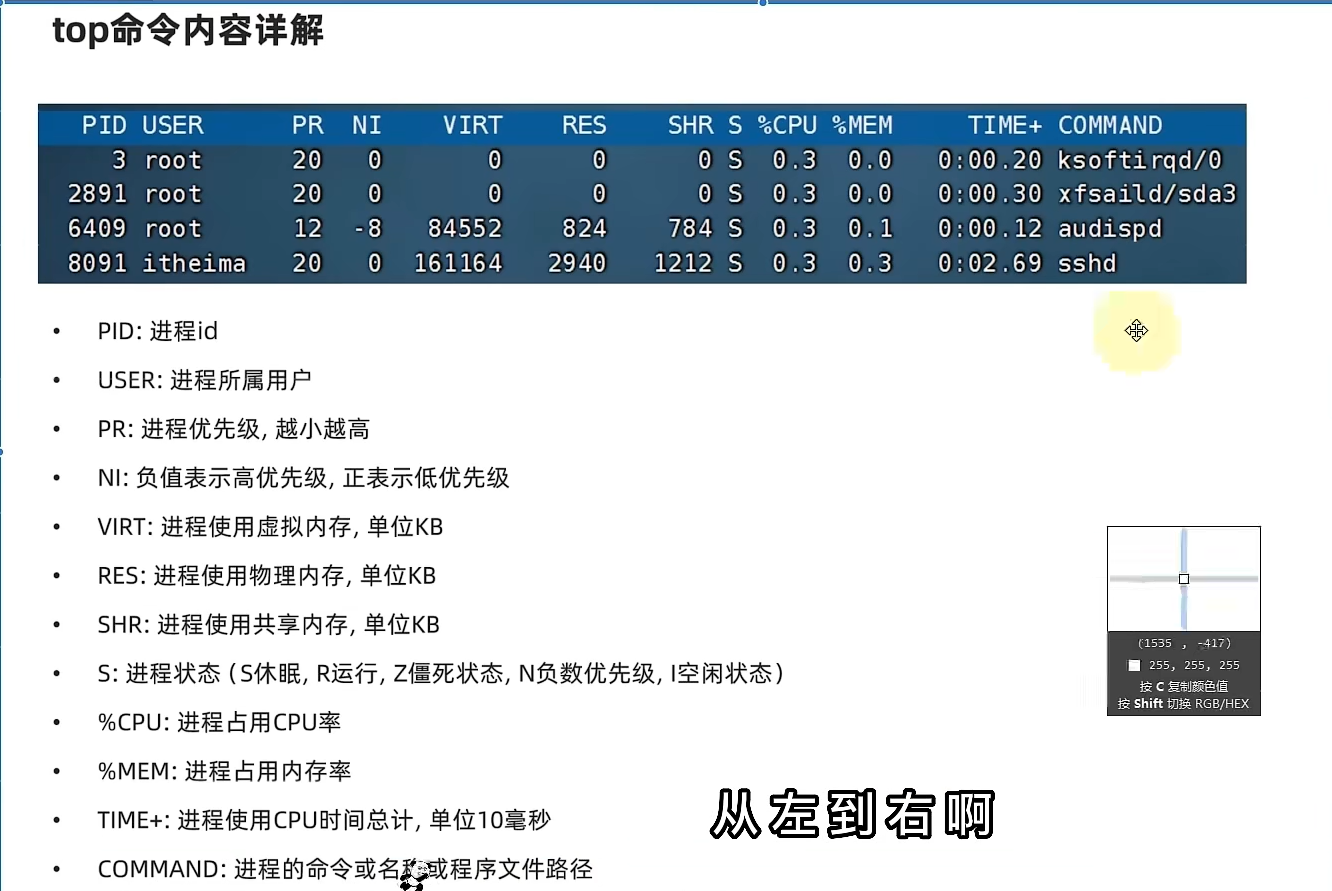 top命令内容详解
PID USER PR NI VIRT RES SHR S %CPU %MEM TIME+ COMMAND
3 root 20 0 0 0 0 S 0.3 0.0 0:00.20 ksoftirqd/0
2891 root 20 0 0 0 0 S 0.3 0.0 0:00.30 xfsaild/sda3
6409 root 12 -8 84552 824 784 S 0.3 0.1 0:00.12 audispd
8091 itheima 20 0 161164 2940 1212 S 0.3 0.3 0:02.69 sshd
• PID: 进程id
• USER: 进程所属用户
• PR: 进程优先级, 越小越高
• NI: 负值表示高优先级, 正表示低优先级
• VIRT: 进程使用虚拟内存, 单位KB
• RES: 进程使用物理内存, 单位KB
• SHR: 进程使用共享内存, 单位KB
• S: 进程状态 (S休眠, R运行, Z僵死状态, N负数优先级, I空闲状态)
• %CPU: 进程占用CPU率
• %MEM: 进程占用内存率
• TIME+: 进程使用CPU时间总计, 单位10毫秒
• COMMAND: 进程的命令或名称或程序文件路径
(1535 , -417)
255, 255, 255
按 C 复制颜色值
按 Shift 切换 RGB/HEX
从左到右啊